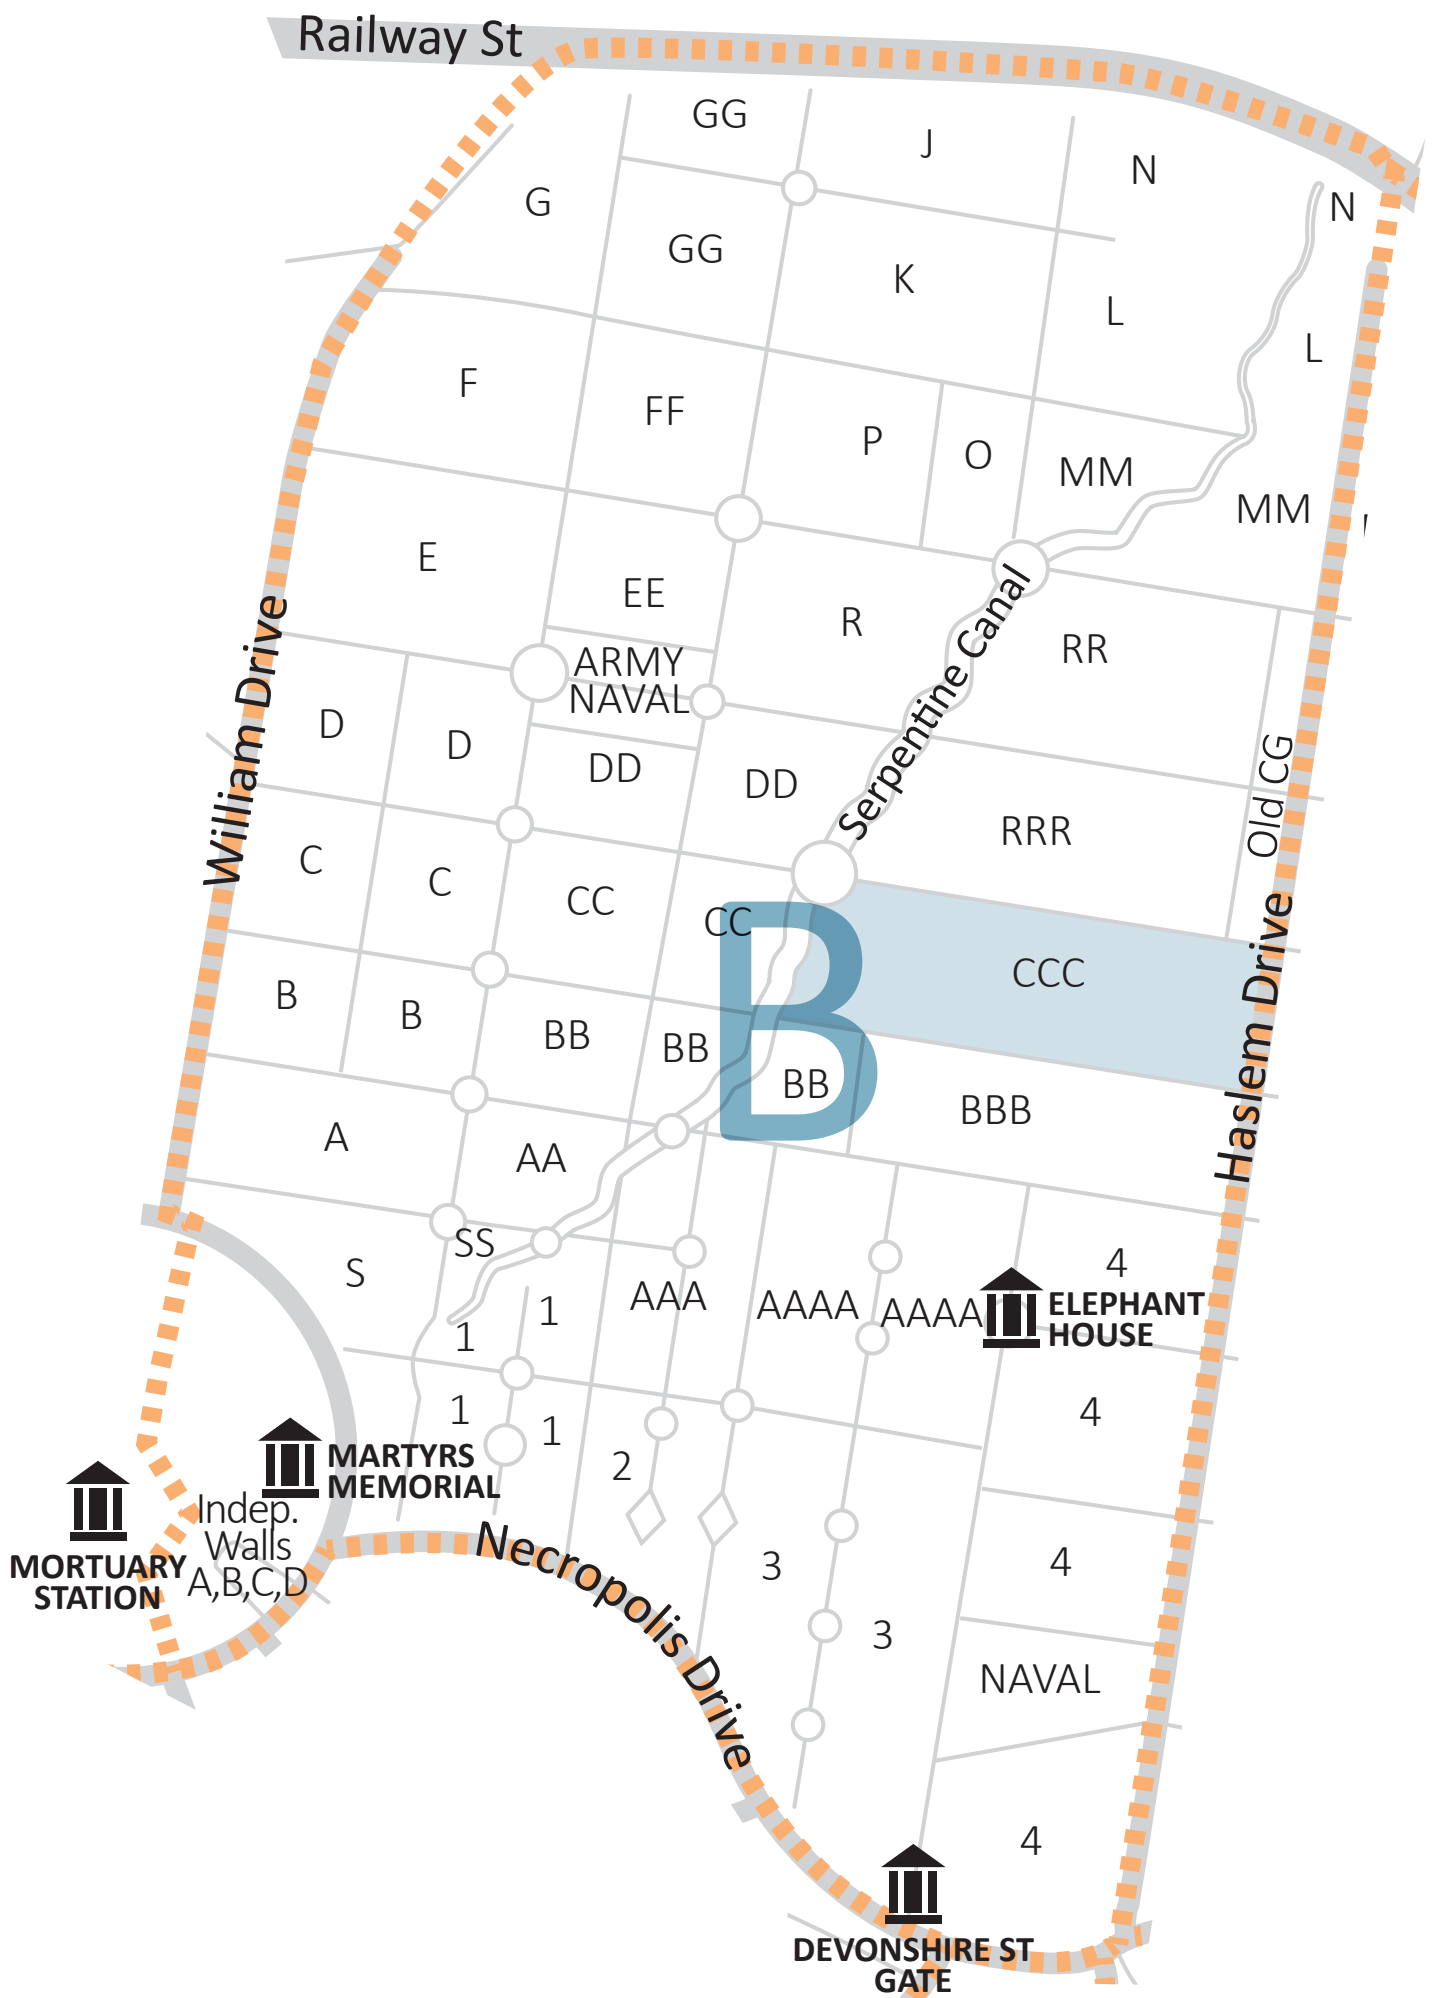 Railway St
GG
J
N
N
G
GG
K
L
L
F
FF
P
O
MM
MM
E
EE
R
RR
ARMY
NAVAL
Serpentine Canal
William Drive
D
D
DD
DD
RRR
Old CG
C
C
CC
CC
CCC
B
Haslem Drive
B
B
BB
BB
BB
BBB
A
AA
S
SS
1
1
AAA
AAAA
AAAA
4
ELEPHANT
HOUSE
1
1
2
4
MARTYRS
MEMORIAL
MORTUARY
STATION
Indep.
Walls
A,B,C,D
Necropolis Drive
3
3
4
NAVAL
4
DEVONSHIRE ST
GATE